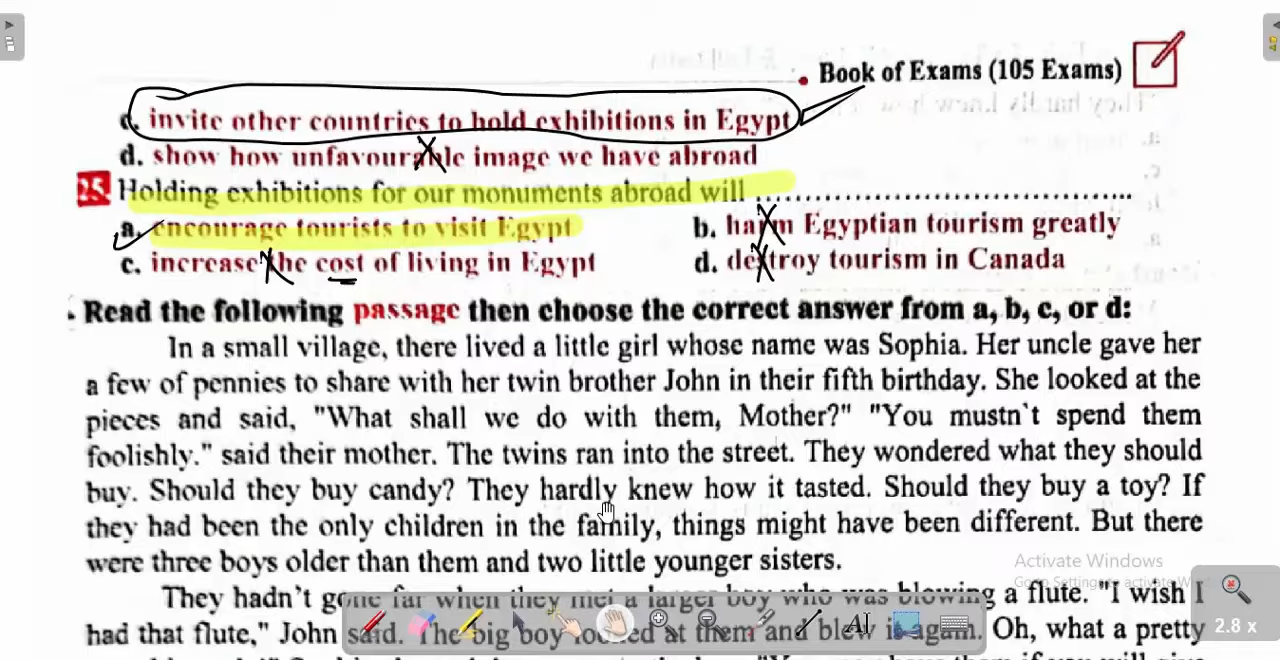 Book of Exams (105 Exams)
c. invite other countries to hold exhibitions in Egypt
d. show how unfavourable image we have abroad
25 Holding exhibitions for our monuments abroad will ..............................
a. encourage tourists to visit Egypt b. harm Egyptian tourism greatly
c. increase the cost of living in Egypt d. destroy tourism in Canada
. Read the following passage then choose the correct answer from a, b, c, or d:
In a small village, there lived a little girl whose name was Sophia. Her uncle gave her
a few of pennies to share with her twin brother John in their fifth birthday. She looked at the
pieces and said, "What shall we do with them, Mother?" "You mustn`t spend them
foolishly." said their mother. The twins ran into the street. They wondered what they should
buy. Should they buy candy? They hardly knew how it tasted. Should they buy a toy? If
they had been the only children in the family, things might have been different. But there
were three boys older than them and two little younger sisters.
Activate Windows
They hadn't gone far when they met a larger boy who was blowing a flute. "I wish I
had that flute," John said. The big boy looked at them and blew it again. Oh, what a pretty
2.8 x